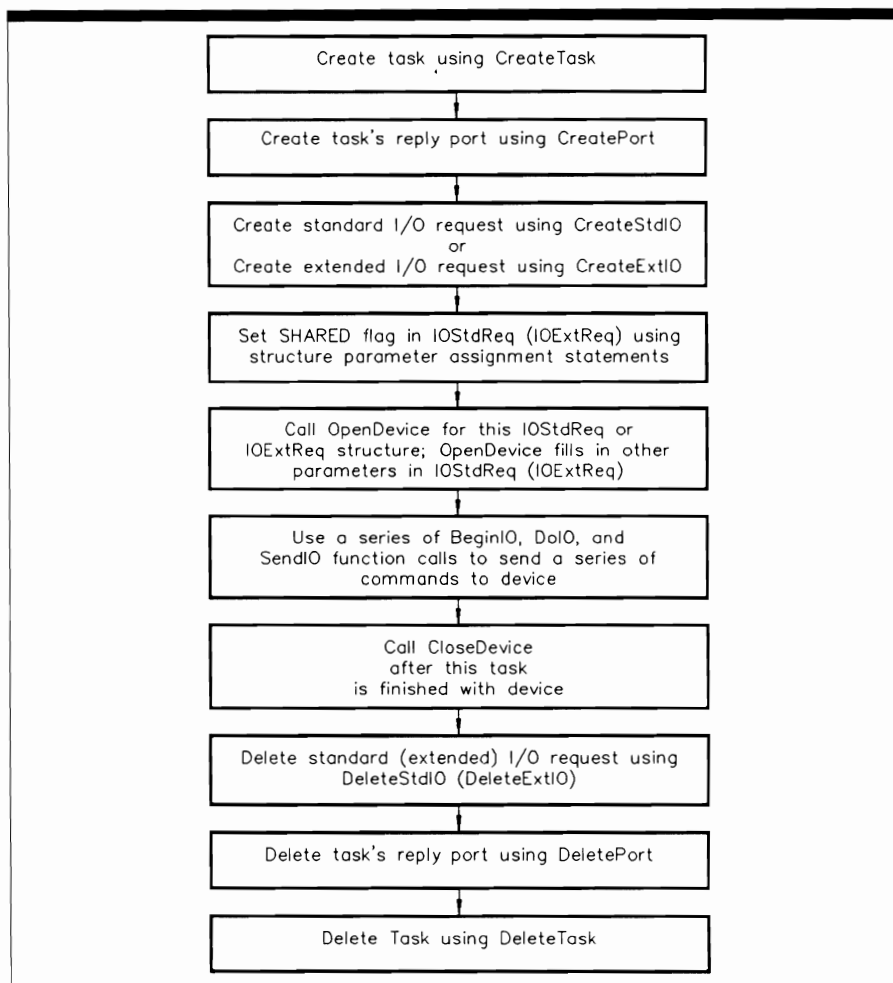 Create task using CreateTask
Create task's reply port using CreatePort
Create standard I/O request using CreateStdIO
or
Create extended I/O request using CreateExtIO
Set SHARED flag in IOStdReq (IOExtReq) using
structure parameter assignment statements
Call OpenDevice for this IOStdReq or
IOExtReq structure; OpenDevice fills in other
parameters in IOStdReq (IOExtReq)
Use a series of BeginIO, DoIO, and
SendIO function calls to send a series of
commands to device
Call CloseDevice
after this task
is finished with device
Delete standard (extended) I/O request using
DeleteStdIO (DeleteExtIO)
Delete task's reply port using DeletePort
Delete Task using DeleteTask